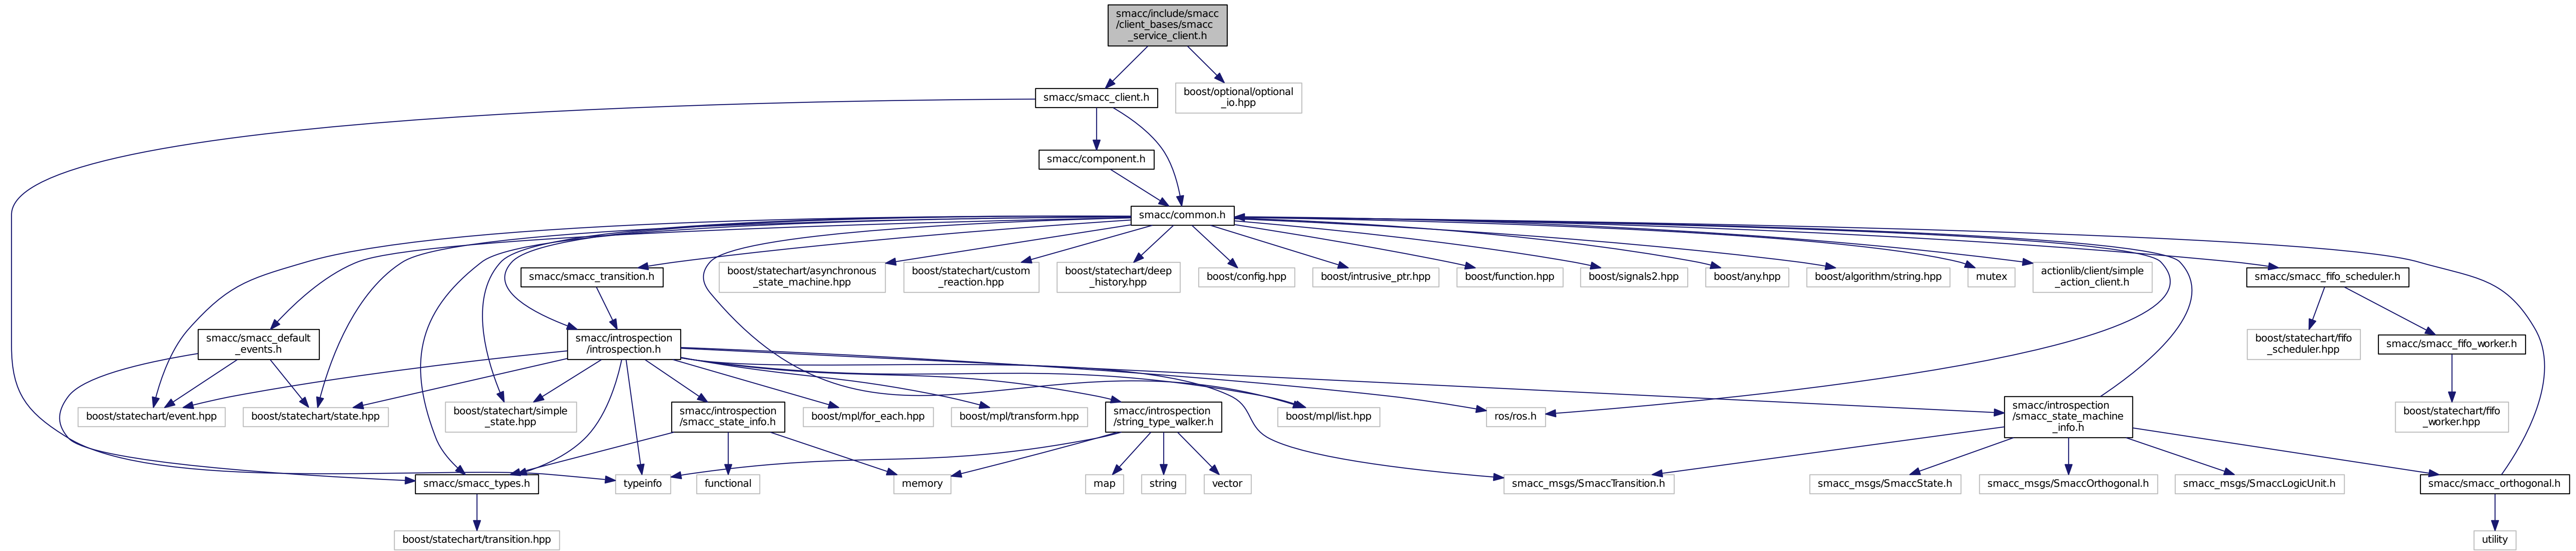 smacc/include/smacc
/client_bases/smacc
_service_client.h
smacc/smacc_client.h
boost/optional/optional
_io.hpp
smacc/component.h
smacc/common.h
smacc/smacc_transition.h
boost/statechart/asynchronous
_state_machine.hpp
boost/statechart/custom
_reaction.hpp
boost/statechart/deep
_history.hpp
boost/config.hpp
boost/intrusive_ptr.hpp
boost/function.hpp
boost/signals2.hpp
boost/any.hpp
boost/algorithm/string.hpp
mutex
actionlib/client/simple
_action_client.h
smacc/smacc_fifo_scheduler.h
smacc/smacc_default
_events.h
smacc/introspection
/introspection.h
boost/statechart/fifo
_scheduler.hpp
smacc/smacc_fifo_worker.h
boost/statechart/event.hpp
boost/statechart/state.hpp
boost/statechart/simple
_state.hpp
smacc/introspection
/smacc_state_info.h
boost/mpl/for_each.hpp
boost/mpl/transform.hpp
smacc/introspection
/string_type_walker.h
boost/mpl/list.hpp
ros/ros.h
smacc/introspection
/smacc_state_machine
_info.h
boost/statechart/fifo
_worker.hpp
smacc/smacc_types.h
typeinfo
functional
memory
map
string
vector
smacc_msgs/SmaccTransition.h
smacc_msgs/SmaccState.h
smacc_msgs/SmaccOrthogonal.h
smacc_msgs/SmaccLogicUnit.h
smacc/smacc_orthogonal.h
boost/statechart/transition.hpp
utility